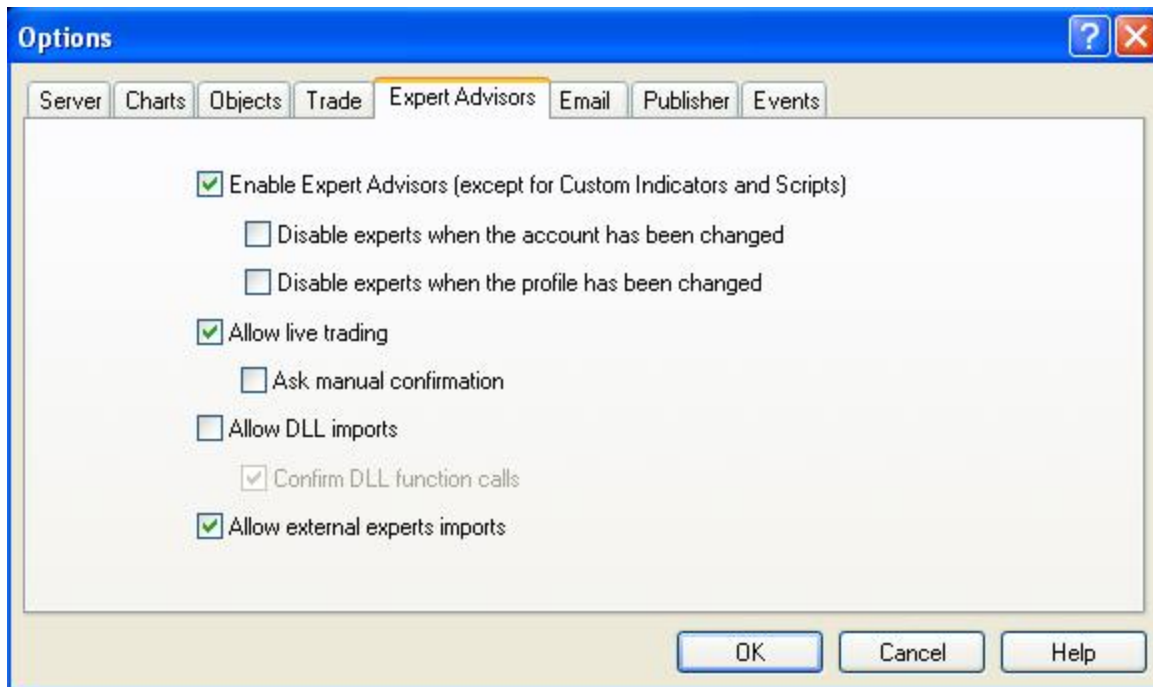 Options
Server Charts Objects Trade Expert Advisors Email Publisher Events
Enable Expert Advisors (except for Custom Indicators and Scripts)
Disable experts when the account has been changed
Disable experts when the profile has been changed
Allow live trading
Ask manual confirmation
Allow DLL imports
Confirm DLL function calls
Allow external experts imports
OK Cancel Help